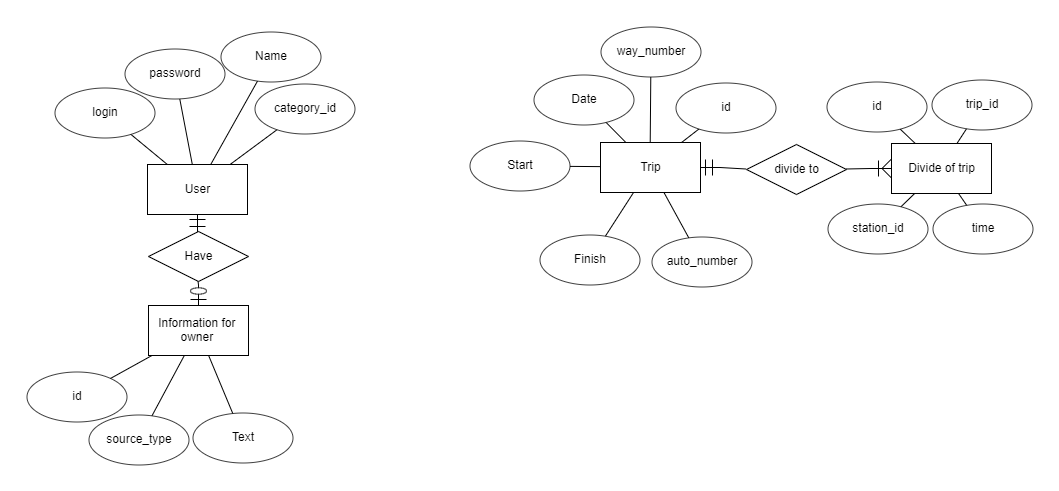 Name
password
category_id
login
User
Have
Information for
owner
id
source_type
Text
way_number
Date
id
Start
Trip
Finish
auto_number
divide to
id
trip_id
Divide of trip
station_id
time